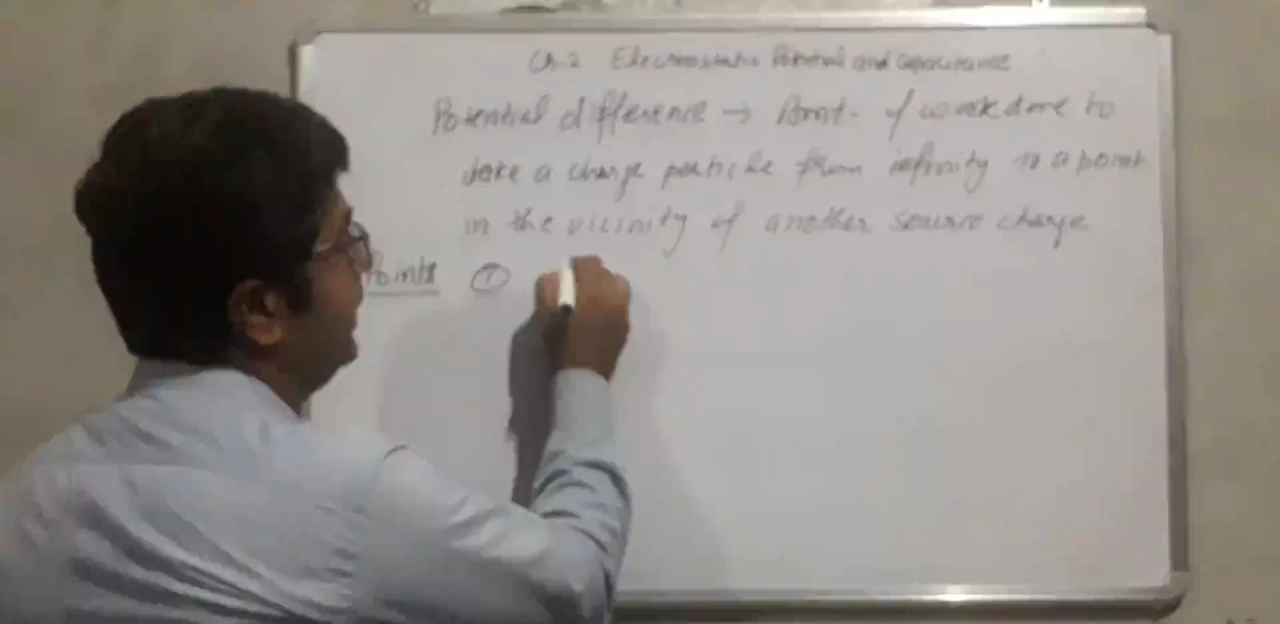 Ch-2 Electrostatic Potential and Capacitance
Potential difference → Amt. of work done to
take a charge particle from infinity to a point
in the vicinity of another source charge
Points ①